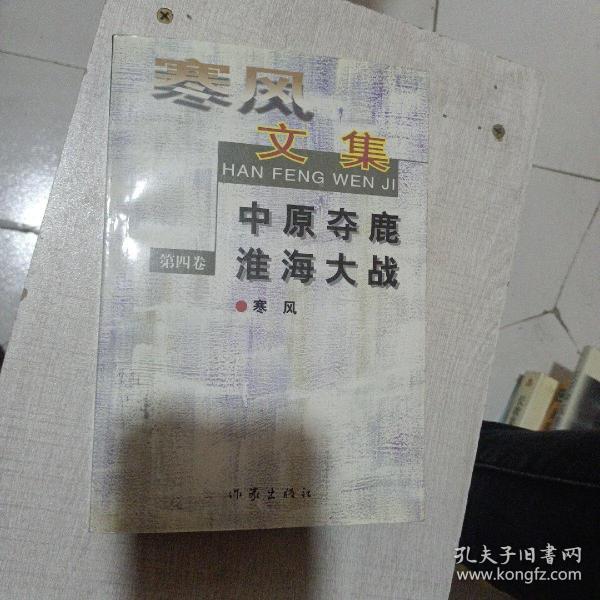 寒风
文集
HAN FENG WEN JI
中原夺鹿
淮海大战
第四卷
寒风
作家出版社
孔夫子旧书网
www.kongfz.com